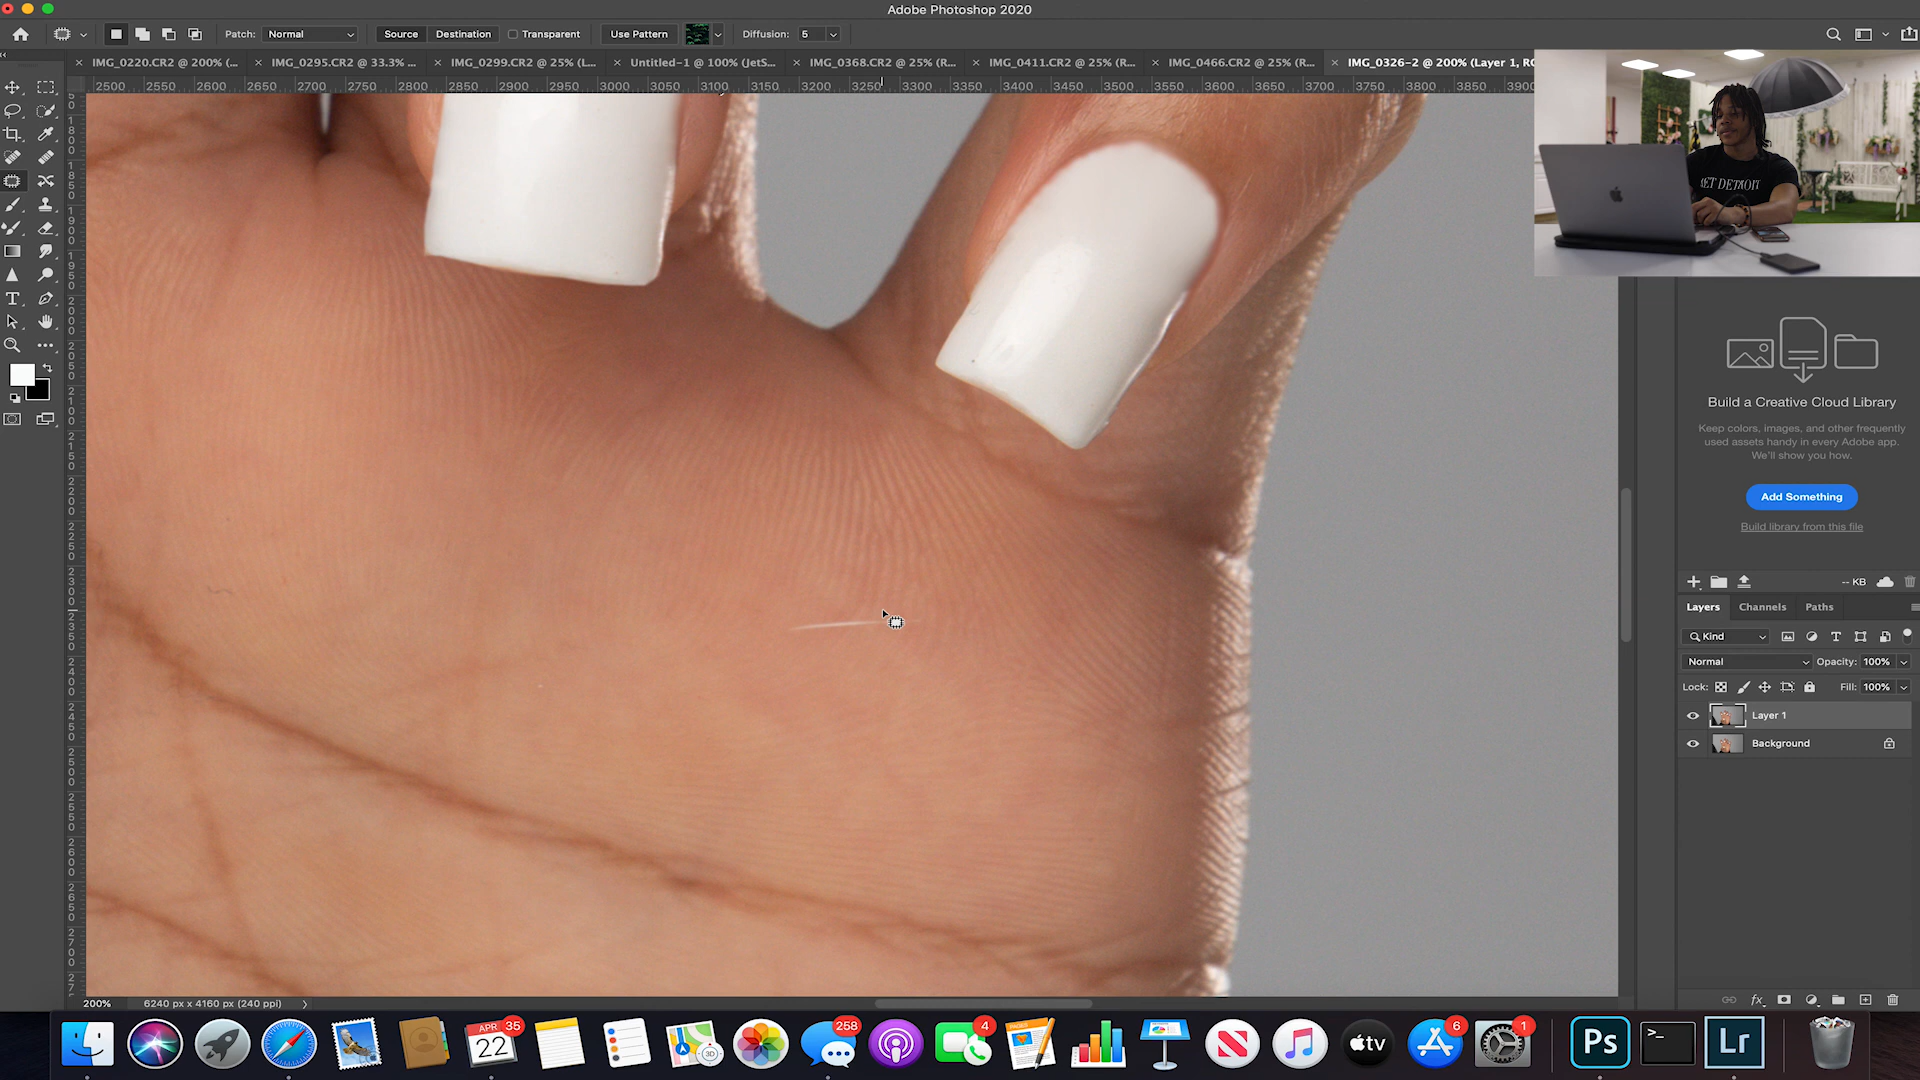 Adobe Photoshop 2020
Patch: Normal Source Destination Transparent Use Pattern Diffusion: 5
IMG_0220.CR2 @ 200% (... IMG_0295.CR2 @ 33.3% ... IMG_0299.CR2 @ 25% (L... Untitled-1 @ 100% (JetS... IMG_0368.CR2 @ 25% (R... IMG_0411.CR2 @ 25% (R... IMG_0466.CR2 @ 25% (R... IMG_0326-2 @ 200% (Layer 1, RG
2500 2550 2600 2650 2700 2750 2800 2850 2900 2950 3000 3050 3100 3150 3200 3250 3300 3350 3400 3450 3500 3550 3600 3650 3700 3750 3800 3850 3900
DETROIT
Build a Creative Cloud Library
Keep colors, images, and other frequently
used assets handy in every Adobe app.
We'll show you how.
Add Something
Build library from this file
-- KB
Layers Channels Paths
Kind
Normal Opacity: 100%
Lock: Fill: 100%
Layer 1
Background
fx
200% 6240 px x 4160 px (240 ppi)
APR 35
22
258
4
PAGES
3D
tv
6
1
Ps
>_
Lr